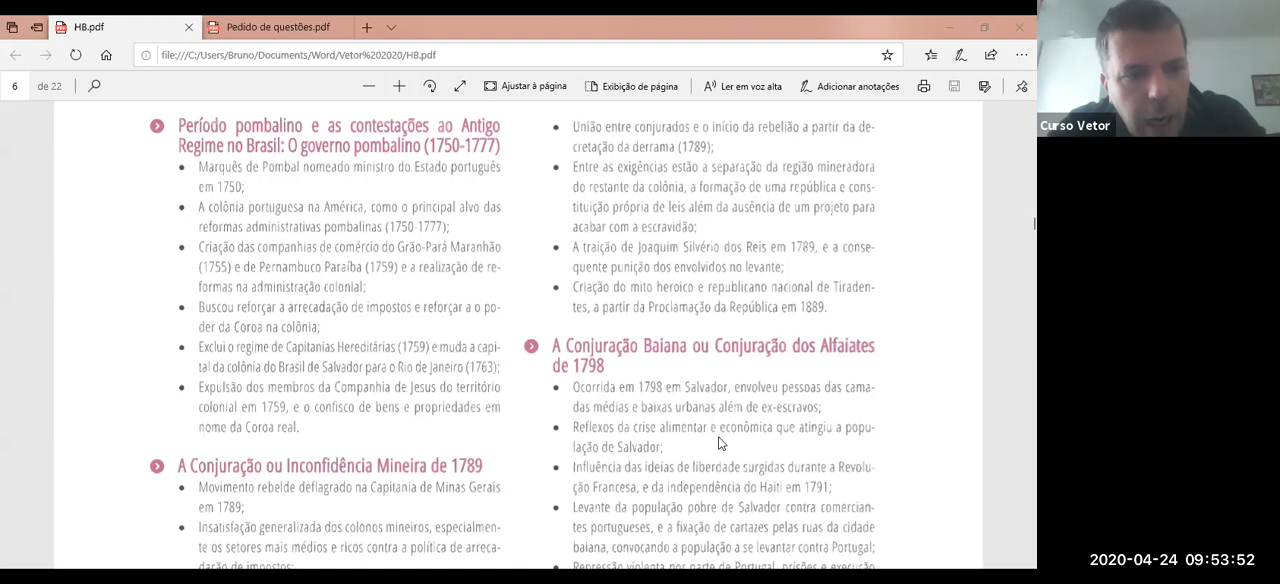 HB.pdf
Pedido de questões.pdf
file:///C:/Users/Bruno/Documents/Word/Vetor%202020/HB.pdf
6 de 22
Ajustar à página
Exibição de página
Ler em voz alta
Adicionar anotações
Curso Vetor
Período pombalino e as contestações ao Antigo
Regime no Brasil: O governo pombalino (1750-1777)
• Marquês de Pombal nomeado ministro do Estado português
em 1750;
• A colônia portuguesa na América, como o principal alvo das
reformas administrativas pombalinas (1750-1777);
• Criação das companhias de comércio do Grão-Pará Maranhão
(1755) e de Pernambuco Paraíba (1759) e a realização de re-
formas na administração colonial;
• Buscou reforçar a arrecadação de impostos e reforçar a o po-
der da Coroa na colônia;
• Exclui o regime de Capitanias Hereditárias (1759) e muda a capi-
tal da colônia do Brasil de Salvador para o Rio de Janeiro (1763);
• Expulsão dos membros da Companhia de Jesus do território
colonial em 1759, e o confisco de bens e propriedades em
nome da Coroa real.
A Conjuração ou Inconfidência Mineira de 1789
• Movimento rebelde deflagrado na Capitania de Minas Gerais
em 1789;
• Insatisfação generalizada dos colonos mineiros, especialmen-
te os setores mais médios e ricos contra a política de arreca-
dação de impostos;
• União entre conjurados e o início da rebelião a partir da de-
cretação da derrama (1789);
• Entre as exigências estão a separação da região mineradora
do restante da colônia, a formação de uma república e cons-
tituição própria de leis além da ausência de um projeto para
acabar com a escravidão;
• A traição de Joaquim Silvério dos Reis em 1789, e a conse-
quente punição dos envolvidos no levante;
• Criação do mito heroico e republicano nacional de Tiraden-
tes, a partir da Proclamação da República em 1889.
A Conjuração Baiana ou Conjuração dos Alfaiates
de 1798
• Ocorrida em 1798 em Salvador, envolveu pessoas das cama-
das médias e baixas urbanas além de ex-escravos;
• Reflexos da crise alimentar e econômica que atingiu a popu-
lação de Salvador;
• Influência das ideias de liberdade surgidas durante a Revolu-
ção Francesa, e da independência do Haiti em 1791;
• Levante da população pobre de Salvador contra comercian-
tes portugueses, e a fixação de cartazes pelas ruas da cidade
baiana, convocando a população a se levantar contra Portugal;
• Repressão violenta por parte de Portugal, prisões e execução
2020-04-24 09:53:52